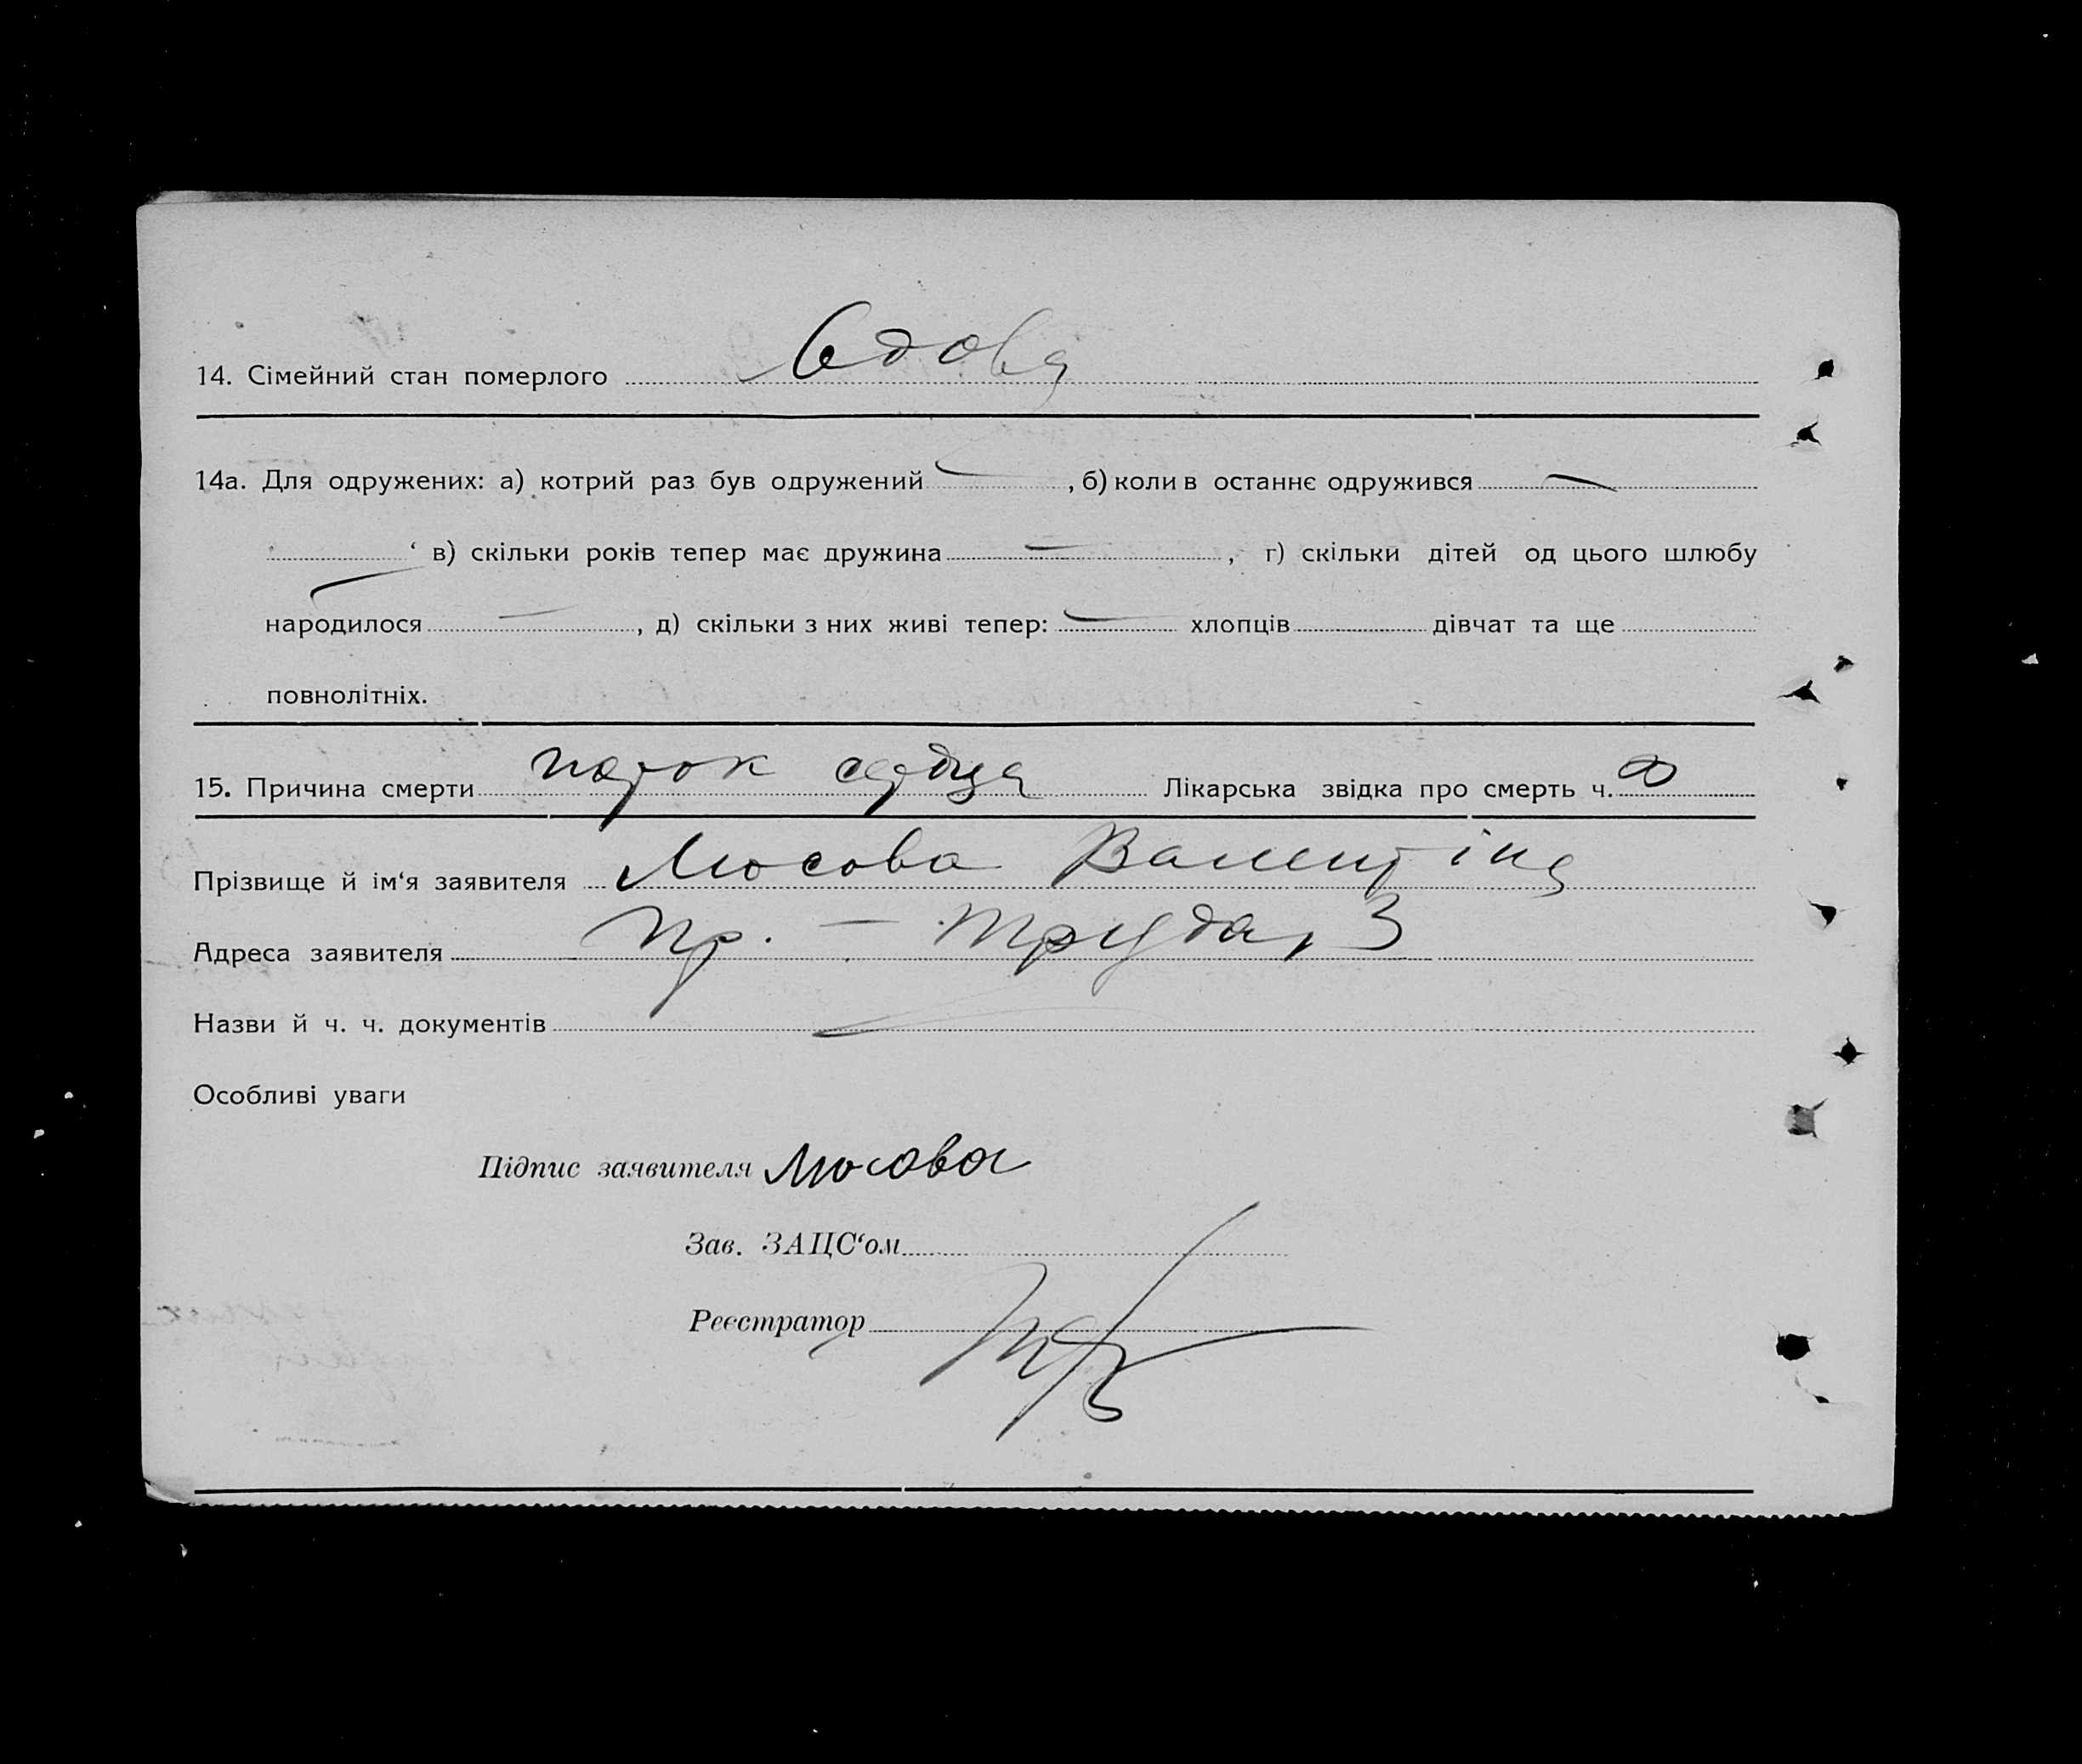 14. Сімейний стан померлого вдова
14а. Для одружених: а) котрий раз був одружений —, б) коли в останнє одружився —
‘ в) скільки років тепер має дружина —, г) скільки дітей од цього шлюбу
народилося —, д) скільки з них живі тепер: — хлопців дівчат та ще
повнолітніх.
15. Причина смерти порок сердца Лікарська звідка про смерть ч.
Прізвище й ім‘я заявителя Мосова Валентіна
Адреса заявителя пр. — Труда, 3
Назви й ч. ч. документів —
Особливі уваги
Підпис заявителя Мосова
Зав. ЗАЦС‘ом
Реєстратор